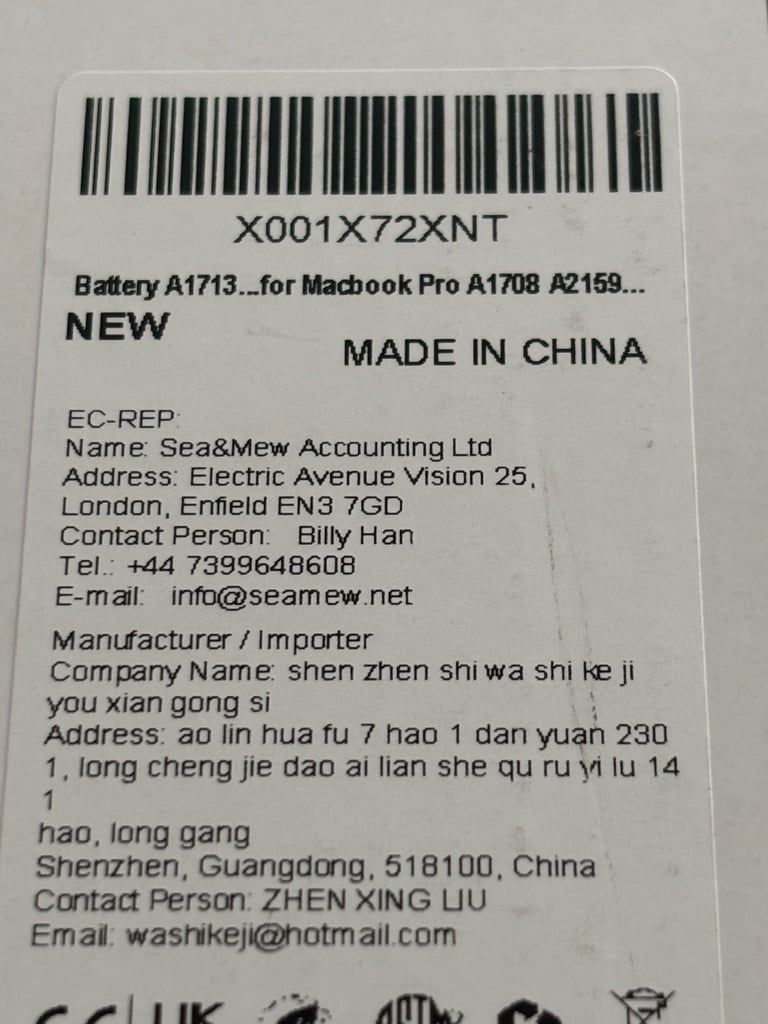 X001X72XNT
Battery A1713...for Macbook Pro A1708 A2159...
NEW
MADE IN CHINA
EC-REP:
Name: Sea&Mew Accounting Ltd
Address: Electric Avenue Vision 25,
London, Enfield EN3 7GD
Contact Person: Billy Han
Tel.: +44 7399648608
E-mail: info@seamew.net
Manufacturer / Importer
Company Name: shen zhen shi wa shi ke ji
you xian gong si
Address: ao lin hua fu 7 hao 1 dan yuan 230
1, long cheng jie dao ai lian she qu ru yi lu 14
1
hao, long gang
Shenzhen, Guangdong, 518100, China
Contact Person: ZHEN XING LIU
Email: washikeji@hotmail.com
UK